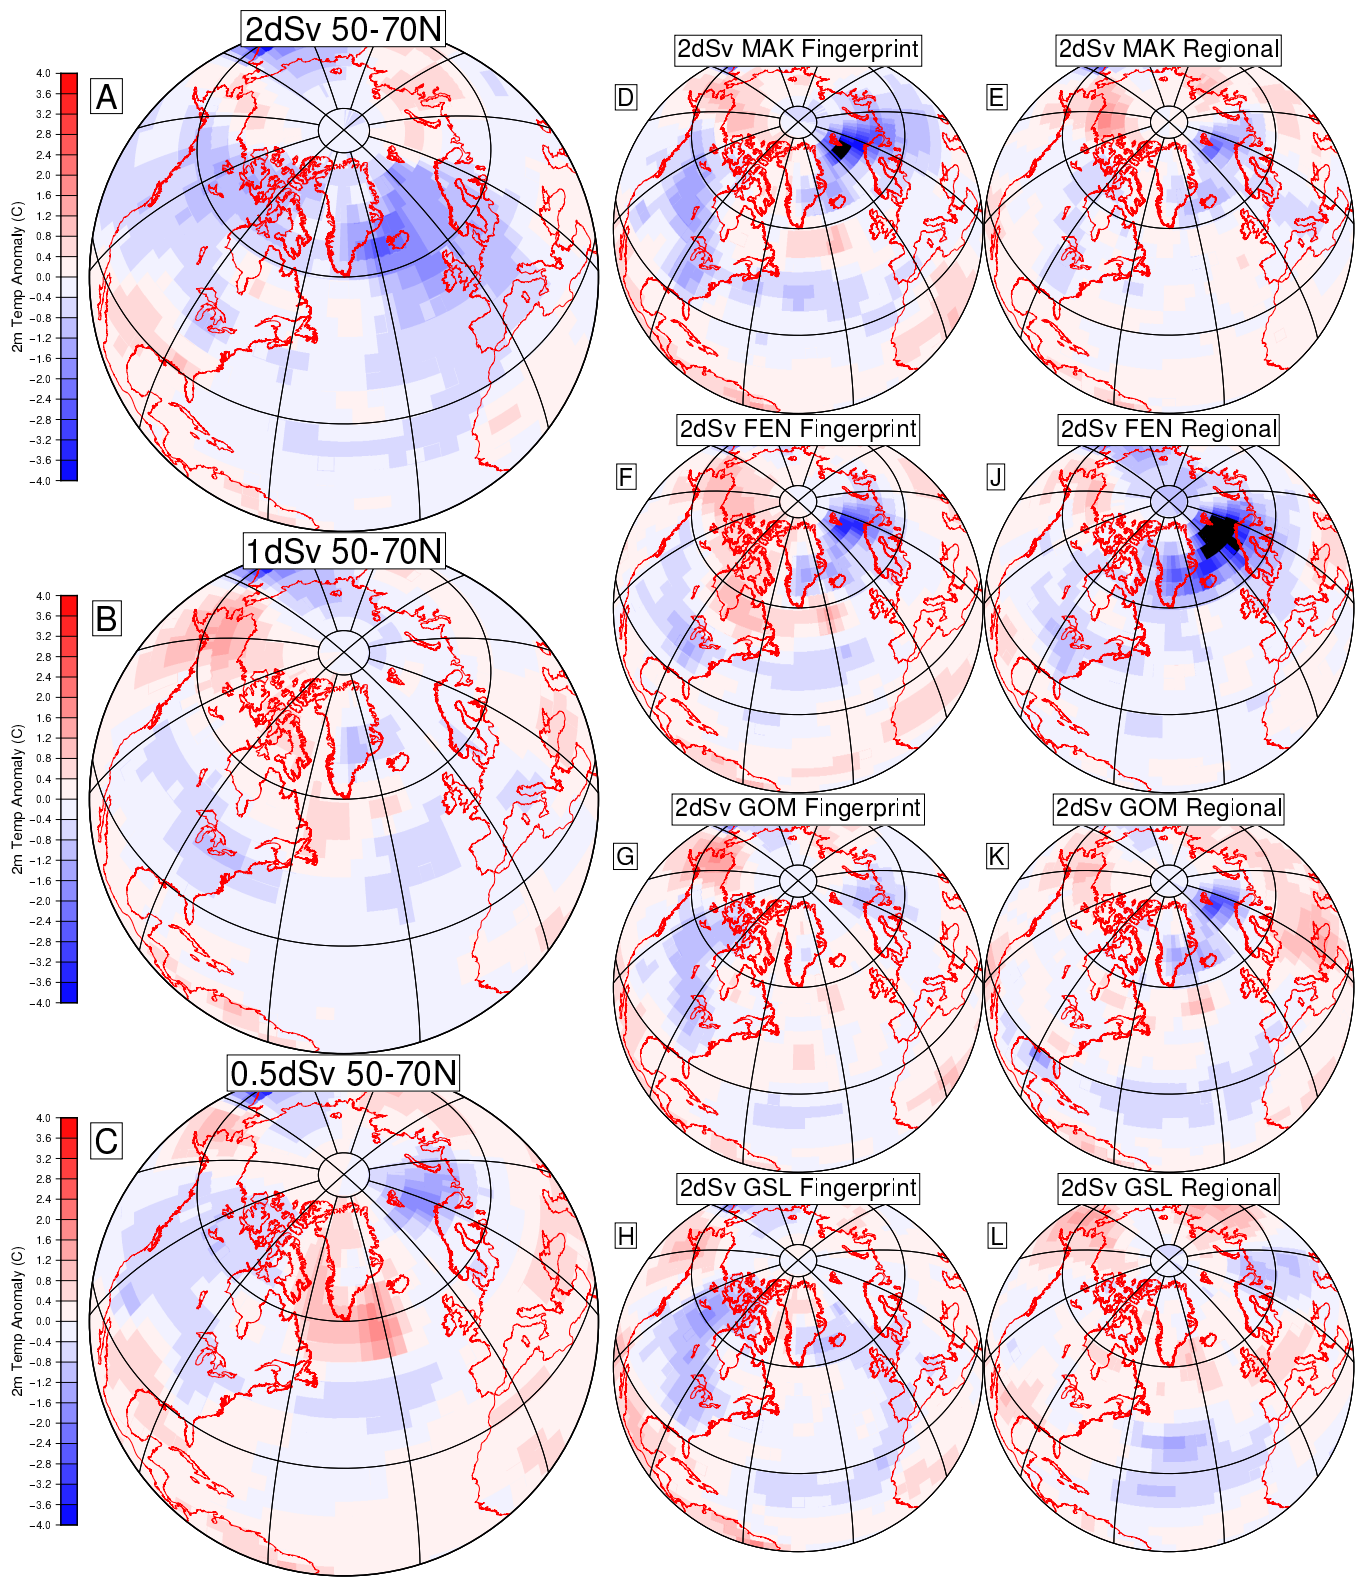 2dSv 50-70N
A
4.0
3.6
3.2
2.8
2.4
2.0
1.6
1.2
0.8
0.4
0.0
−0.4
−0.8
−1.2
−1.6
−2.0
−2.4
−2.8
−3.2
−3.6
−4.0
2m Temp Anomaly (C)
1dSv 50-70N
B
4.0
3.6
3.2
2.8
2.4
2.0
1.6
1.2
0.8
0.4
0.0
−0.4
−0.8
−1.2
−1.6
−2.0
−2.4
−2.8
−3.2
−3.6
−4.0
2m Temp Anomaly (C)
0.5dSv 50-70N
C
4.0
3.6
3.2
2.8
2.4
2.0
1.6
1.2
0.8
0.4
0.0
−0.4
−0.8
−1.2
−1.6
−2.0
−2.4
−2.8
−3.2
−3.6
−4.0
2m Temp Anomaly (C)
2dSv MAK Fingerprint
D
2dSv MAK Regional
E
2dSv FEN Fingerprint
F
2dSv FEN Regional
J
2dSv GOM Fingerprint
G
2dSv GOM Regional
K
2dSv GSL Fingerprint
H
2dSv GSL Regional
L